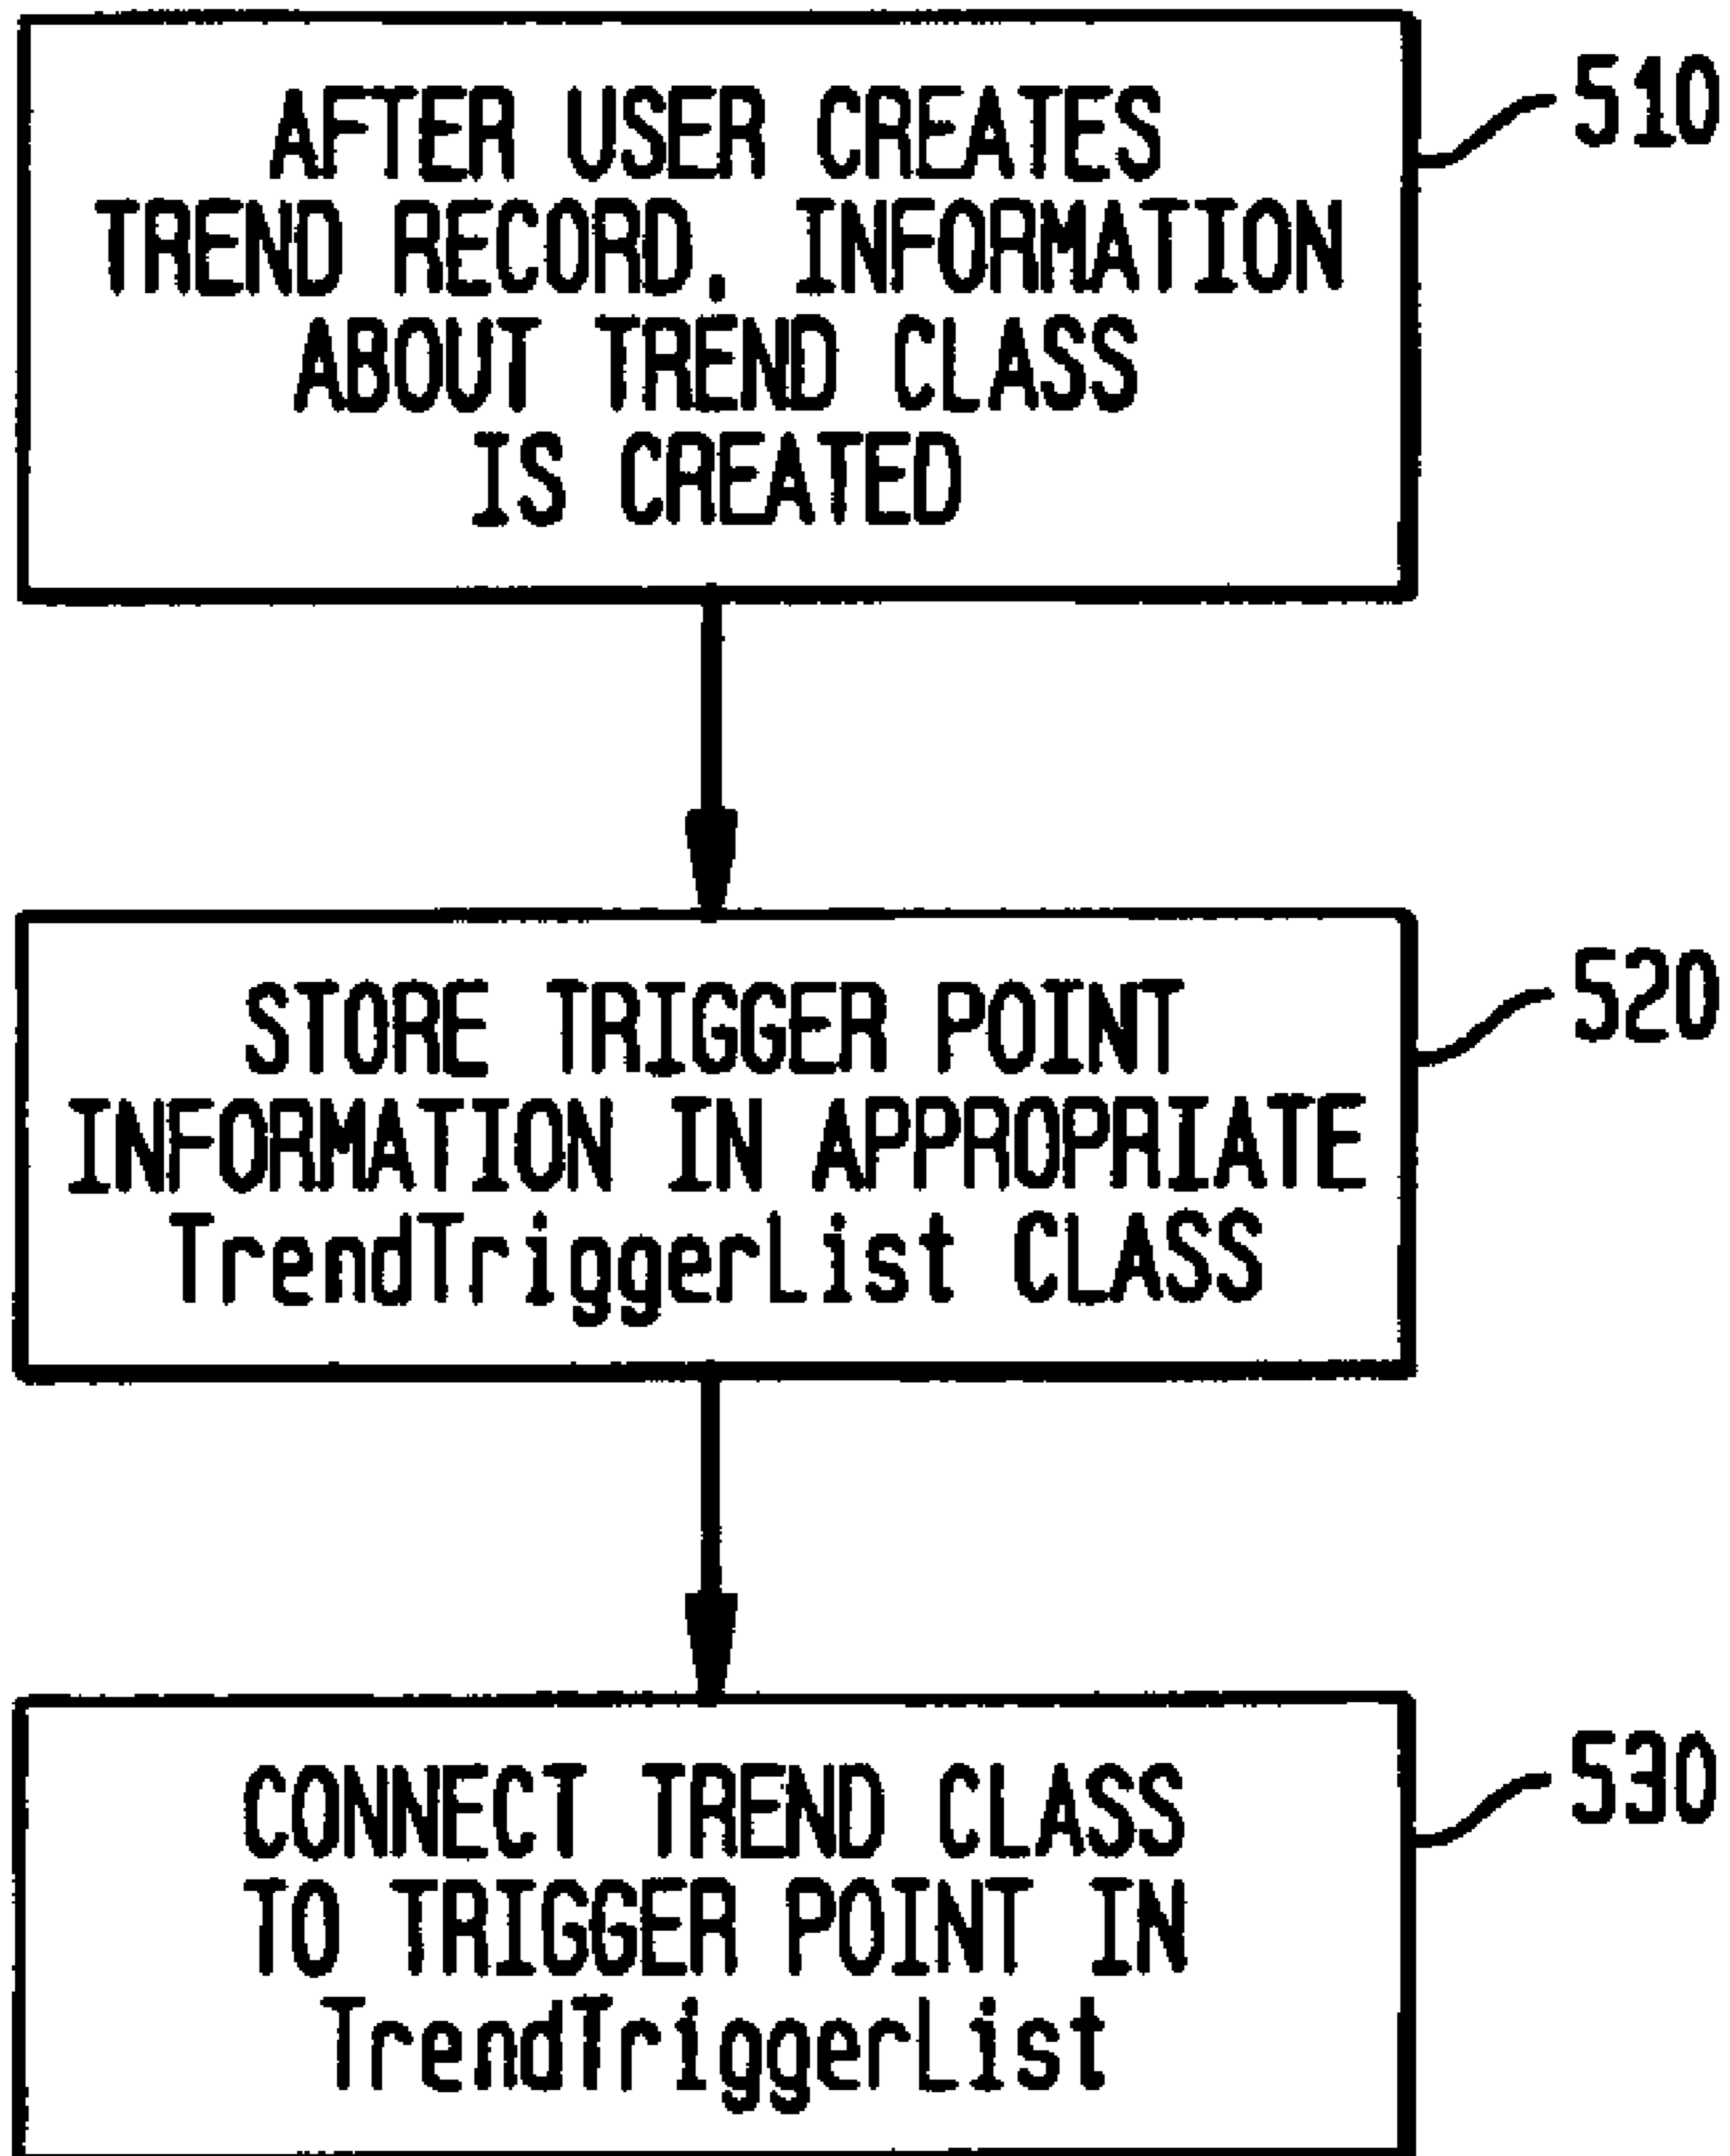 AFTER USER CREATES
TREND RECORD, INFORMATION
ABOUT TREND CLASS
IS CREATED
510
STORE TRIGGER POINT
INFORMATION IN APPROPRIATE
TrendTriggerList CLASS
520
CONNECT TREND CLASS
TO TRIGGER POINT IN
TrendTriggerList
530